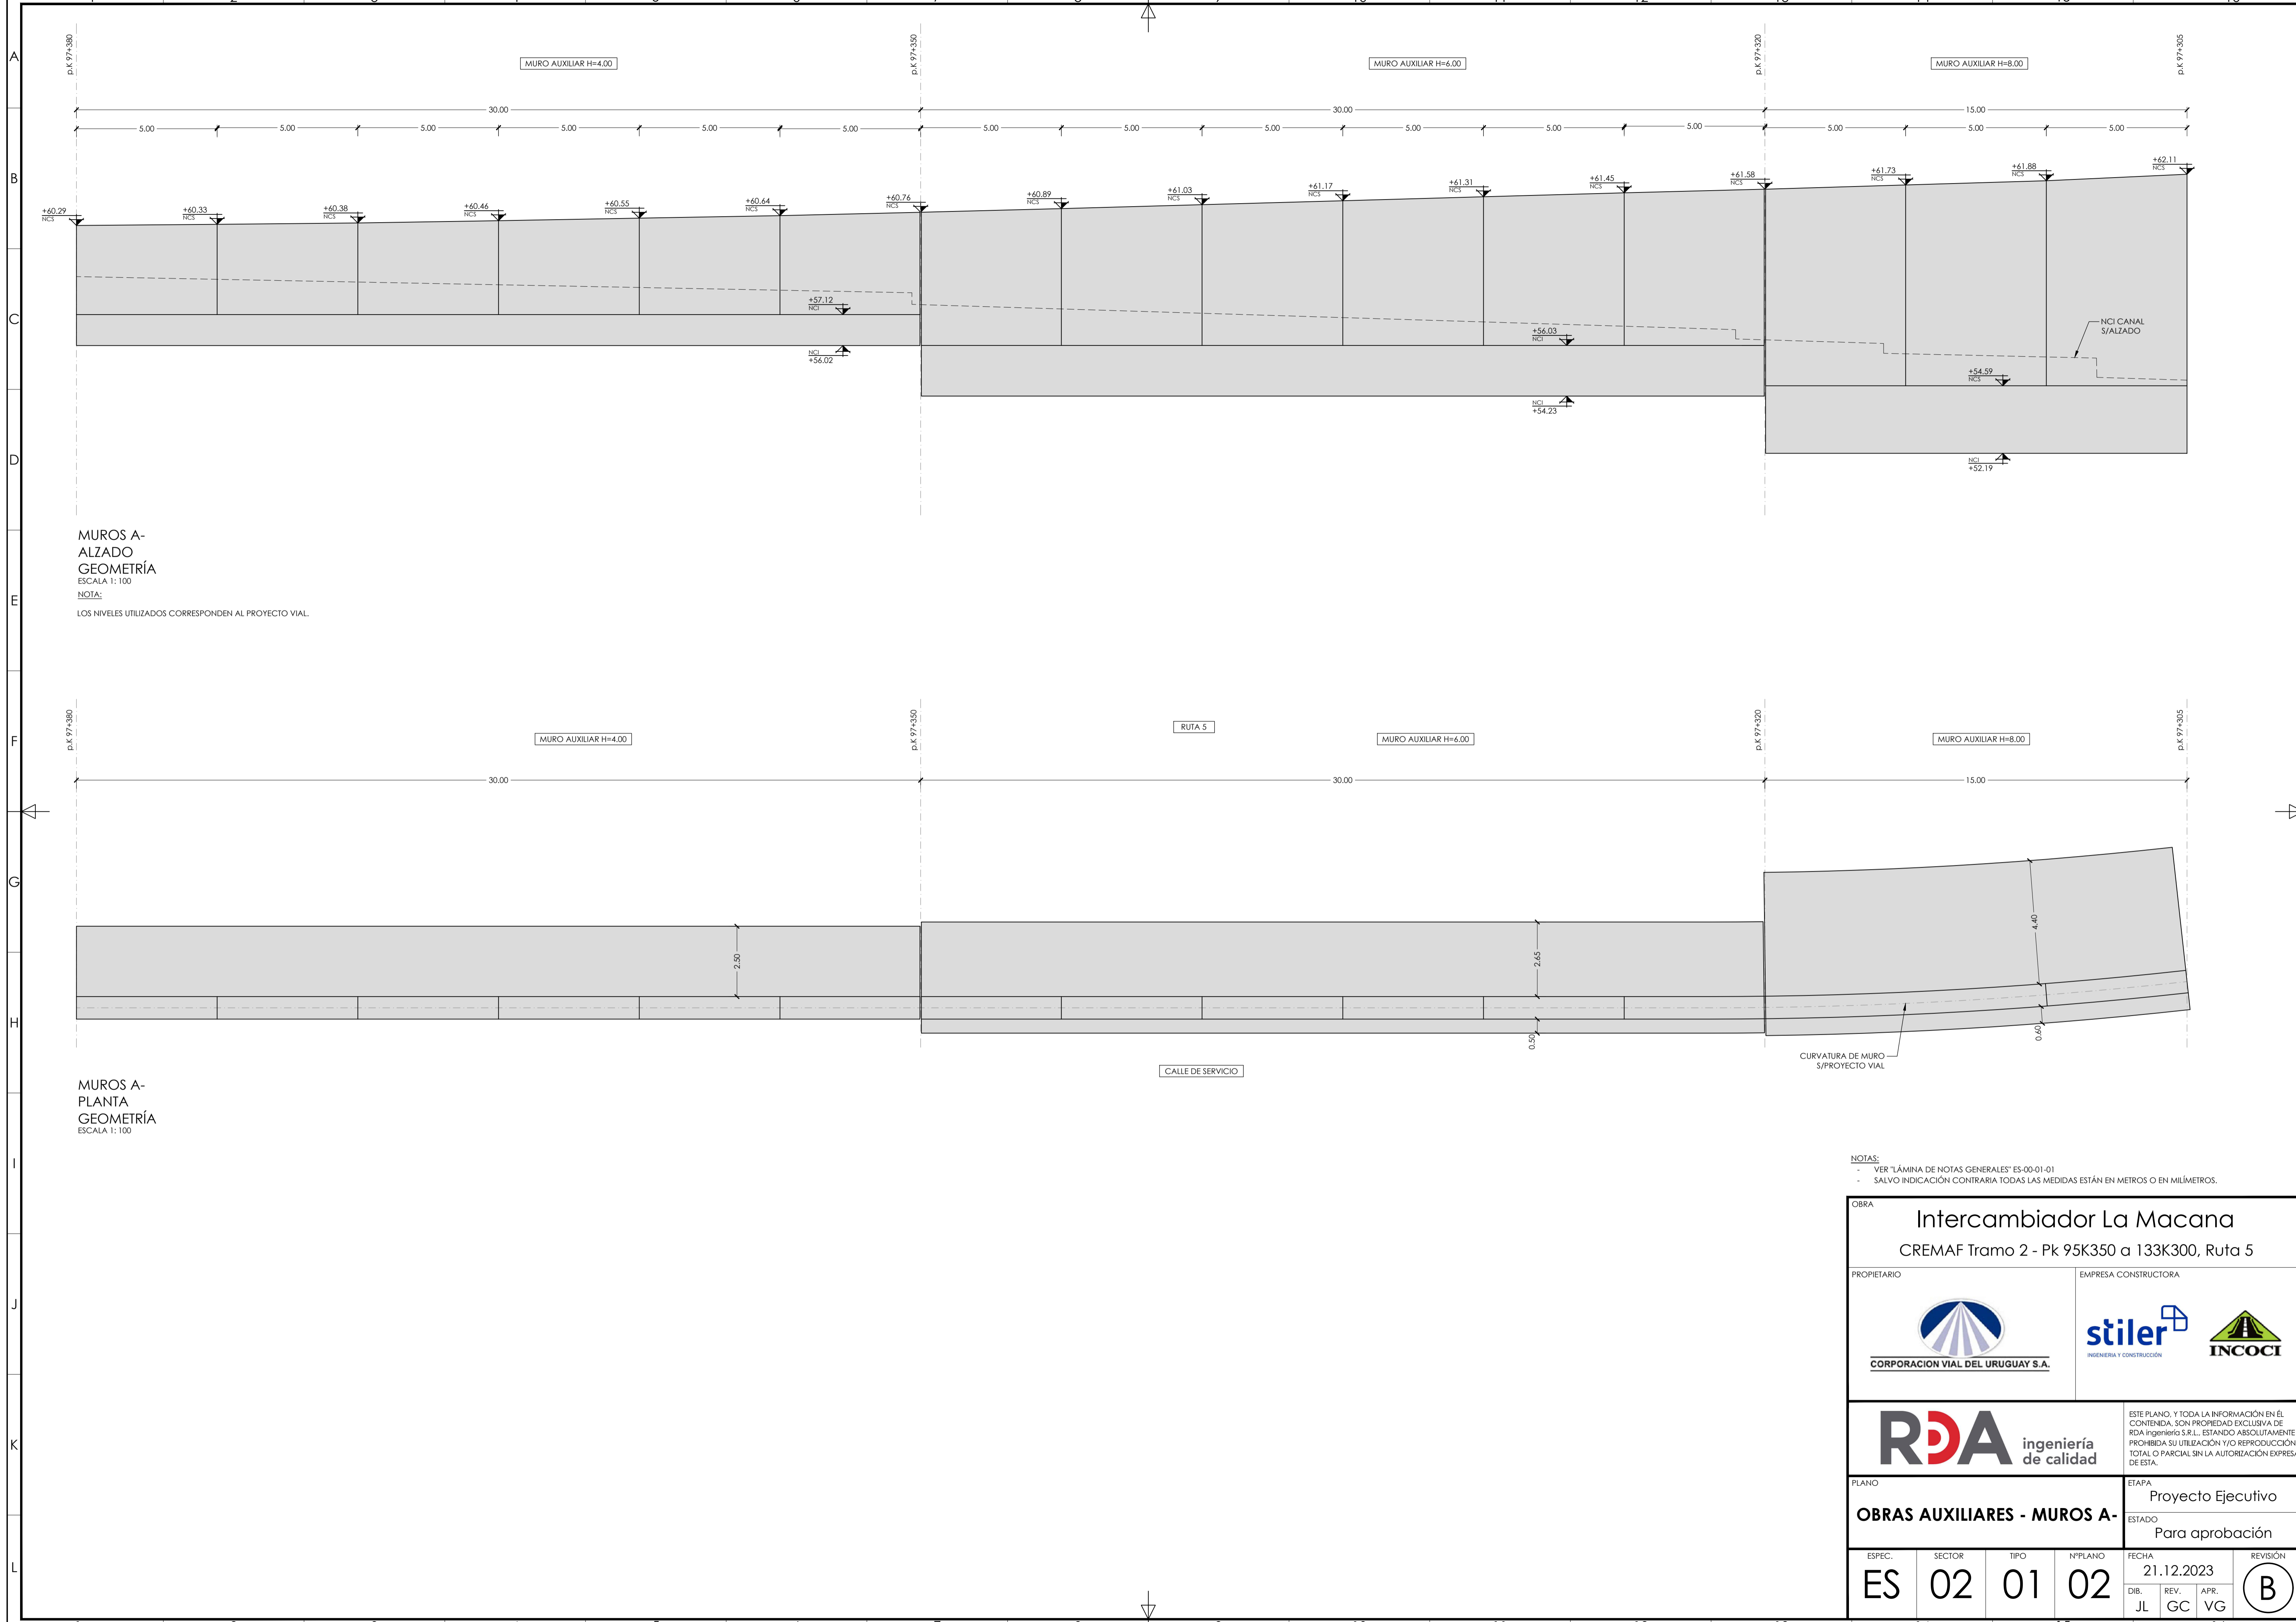 A
B
C
D
E
F
G
H
I
J
K
L
p.K 97+380
p.K 97+350
p.K 97+320
p.K 97+305
MURO AUXILIAR H=4.00
MURO AUXILIAR H=6.00
MURO AUXILIAR H=8.00
30.00
30.00
15.00
5.00 5.00 5.00 5.00 5.00 5.00 5.00 5.00 5.00 5.00 5.00 5.00 5.00 5.00 5.00
+60.29
NCS
+60.33
NCS
+60.38
NCS
+60.46
NCS
+60.55
NCS
+60.64
NCS
+60.76
NCS
+60.89
NCS
+61.03
NCS
+61.17
NCS
+61.31
NCS
+61.45
NCS
+61.58
NCS
+61.73
NCS
+61.88
NCS
+62.11
NCS
+57.12
NCI
NCI
+56.02
+56.03
NCI
NCI
+54.23
NCI CANAL
S/ALZADO
+54.59
NCS
NCI
+52.19
MUROS A-
ALZADO
GEOMETRÍA
ESCALA 1: 100
NOTA:
LOS NIVELES UTILIZADOS CORRESPONDEN AL PROYECTO VIAL.
p.K 97+380
p.K 97+350
p.K 97+320
p.K 97+305
MURO AUXILIAR H=4.00
RUTA 5
MURO AUXILIAR H=6.00
MURO AUXILIAR H=8.00
30.00
30.00
15.00
2.50
2.65
4.40
0.50
0.60
CURVATURA DE MURO
S/PROYECTO VIAL
CALLE DE SERVICIO
MUROS A-
PLANTA
GEOMETRÍA
ESCALA 1: 100
NOTAS:
- VER "LÁMINA DE NOTAS GENERALES" ES-00-01-01
- SALVO INDICACIÓN CONTRARIA TODAS LAS MEDIDAS ESTÁN EN METROS O EN MILÍMETROS.
OBRA
Intercambiador La Macana
CREMAF Tramo 2 - Pk 95K350 a 133K300, Ruta 5
PROPIETARIO
CORPORACION VIAL DEL URUGUAY S.A.
EMPRESA CONSTRUCTORA
stiler
INGENIERIA Y CONSTRUCCIÓN
INCOCI
RDA
ingeniería
de calidad
ESTE PLANO, Y TODA LA INFORMACIÓN EN ÉL
CONTENIDA, SON PROPIEDAD EXCLUSIVA DE
RDA ingeniería S.R.L., ESTANDO ABSOLUTAMENTE
PROHIBIDA SU UTILIZACIÓN Y/O REPRODUCCIÓN
TOTAL O PARCIAL SIN LA AUTORIZACIÓN EXPRESA
DE ESTA.
PLANO
OBRAS AUXILIARES - MUROS A-
ETAPA
Proyecto Ejecutivo
ESTADO
Para aprobación
ESPEC.
ES
SECTOR
02
TIPO
01
N°PLANO
02
FECHA
21.12.2023
DIB.
JL
REV.
GC
APR.
VG
REVISIÓN
B